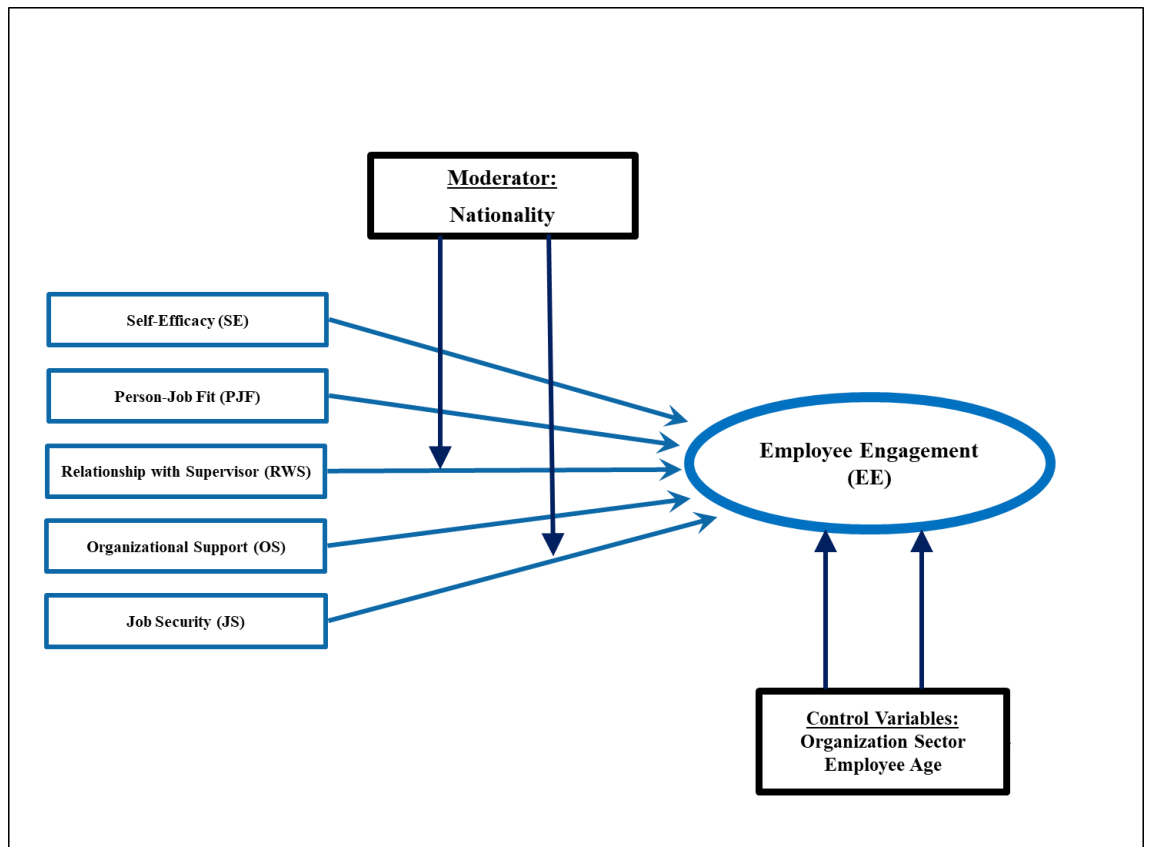 Moderator:
Nationality
Self-Efficacy (SE)
Person-Job Fit (PJF)
Relationship with Supervisor (RWS)
Organizational Support (OS)
Job Security (JS)
Employee Engagement
(EE)
Control Variables:
Organization Sector
Employee Age